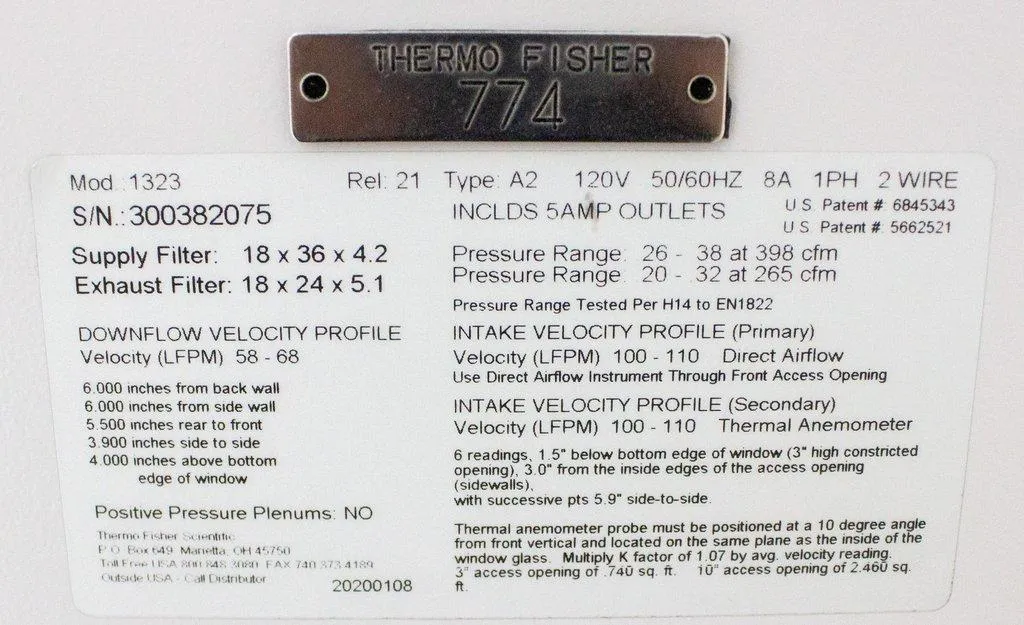 THERMO FISHER
774
Mod.:1323 Rel: 21 Type: A2 120V 50/60HZ 8A 1PH 2 WIRE
S/N.:300382075 INCLDS 5AMP OUTLETS
U.S. Patent #: 6845343
U.S. Patent #: 5662521
Supply Filter: 18 x 36 x 4.2
Exhaust Filter: 18 x 24 x 5.1
Pressure Range: 26 - 38 at 398 cfm
Pressure Range: 20 - 32 at 265 cfm
Pressure Range Tested Per H14 to EN1822
DOWNFLOW VELOCITY PROFILE
Velocity (LFPM) 58 - 68
6.000 inches from back wall
6.000 inches from side wall
5.500 inches rear to front
3.900 inches side to side
4.000 inches above bottom
edge of window
Positive Pressure Plenums: NO
Thermo Fisher Scientific
P.O. Box 649 Marietta, OH 45750
Toll Free USA 800 848 3080 FAX 740 373 4189
Outside USA - Call Distributor
20200108
INTAKE VELOCITY PROFILE (Primary)
Velocity (LFPM) 100 - 110 Direct Airflow
Use Direct Airflow Instrument Through Front Access Opening
INTAKE VELOCITY PROFILE (Secondary)
Velocity (LFPM) 100 - 110 Thermal Anemometer
6 readings, 1.5" below bottom edge of window (3" high constricted
opening), 3.0" from the inside edges of the access opening
(sidewalls),
with successive pts 5.9" side-to-side.
Thermal anemometer probe must be positioned at a 10 degree angle
from front vertical and located on the same plane as the inside of the
window glass. Multiply K factor of 1.07 by avg. velocity reading.
3" access opening of .740 sq. ft. 10" access opening of 2.460 sq.
ft.